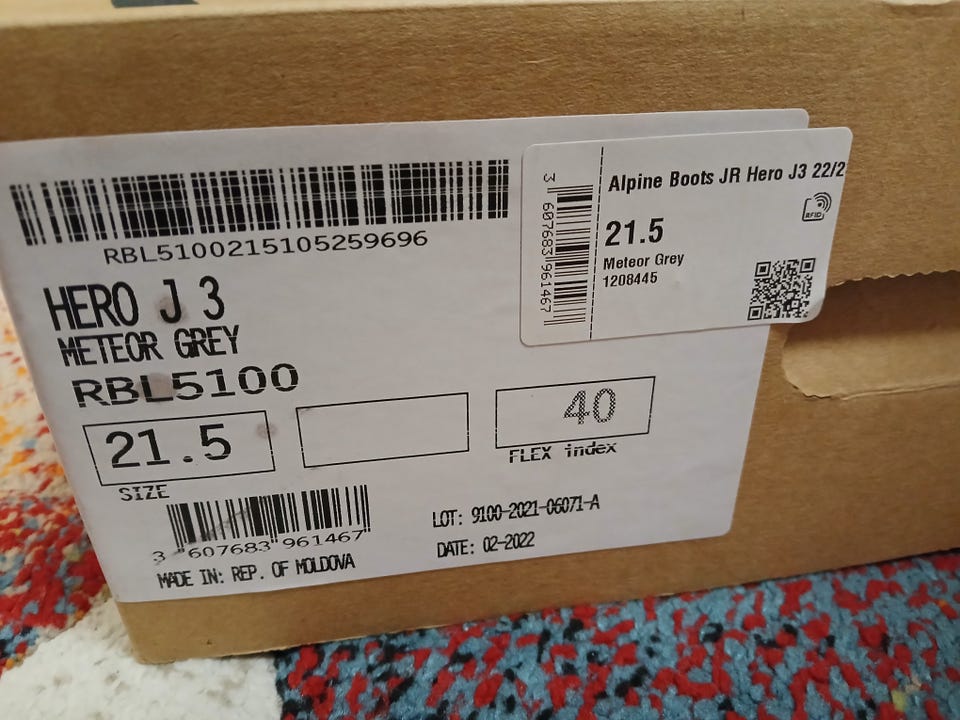 RBL5100215105259696
HERO J 3
METEOR GREY
RBL5100
21.5
SIZE
40
FLEX index
3 607683 961467
MADE IN: REP. OF MOLDOVA
LOT: 9100-2021-06071-A
DATE: 02-2022
3 607683 961467
Alpine Boots JR Hero J3 22/2
RFID
21.5
Meteor Grey
1208445